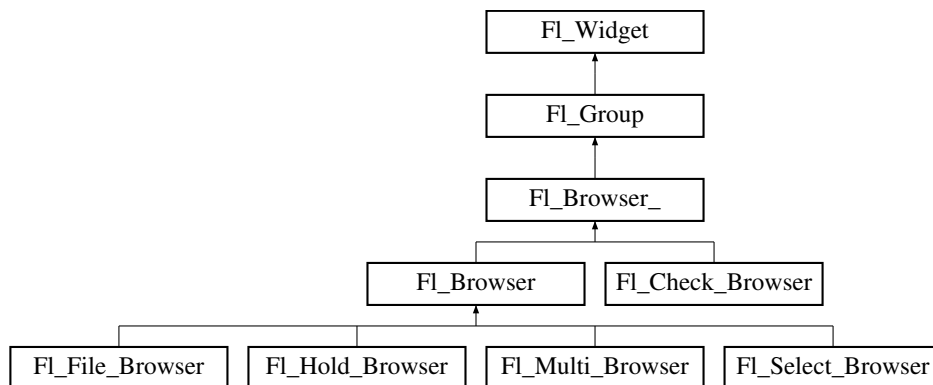 Fl_Widget
Fl_Group
Fl_Browser_
Fl_Browser
Fl_Check_Browser
Fl_File_Browser
Fl_Hold_Browser
Fl_Multi_Browser
Fl_Select_Browser